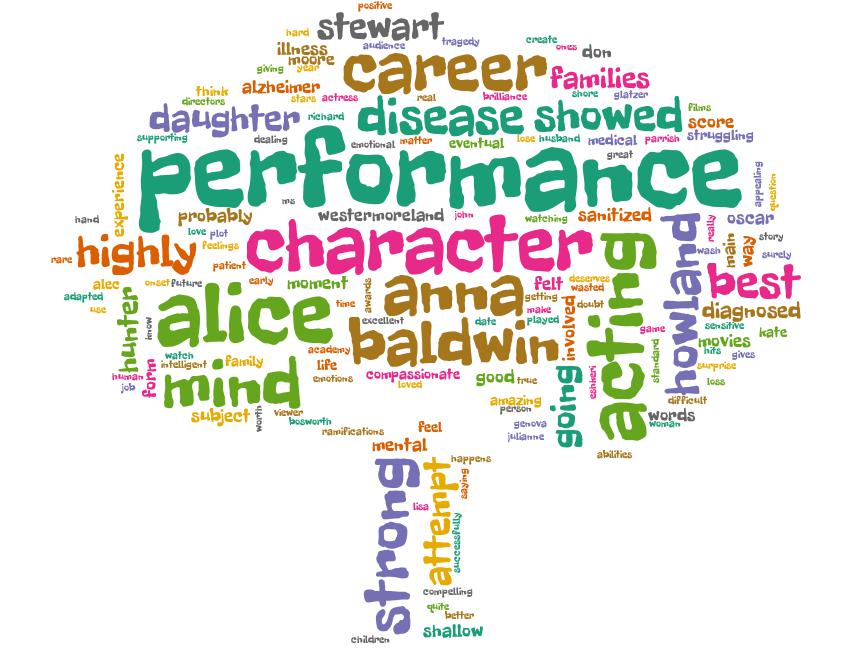 positive
stewart
hard
audience
tragedy
create
ones
don
illness
moore
career
families
giving
year
alzheimer
think
directors
stars
actress
real
brilliance
shore
glatzer
daughter
richard
disease
showed
films
score
supporting
dealing
emotional
matter
eventual
lose
husband
medical
parrish
struggling
great
performance
experience
appealing
question
ms
hand
probably
westermoreland
john
watching
sanitized
howland
really
oscar
love
plot
feelings
character
acting
wash
main
way
story
surely
rare
highly
patient
early
moment
awards
anna
felt
deserves
wasted
best
alec
onset
future
adapted
use
hunter
know
alice
time
excellent
getting
make
doubt
date
played
involved
diagnosed
game
sensitive
kate
movies
hits
gives
standard
baldwin
academy
life
emotions
watch
intelligent
family
human
job
form
mind
compassionate
loved
good
true
going
eshkeri
surprise
loss
difficult
words
woman
subject
worth
viewer
bosworth
ramifications
feel
amazing
person
genova
julianne
abilities
mental
happens
strong
attempt
saying
lisa
successfully
compelling
quite
better
shallow
children